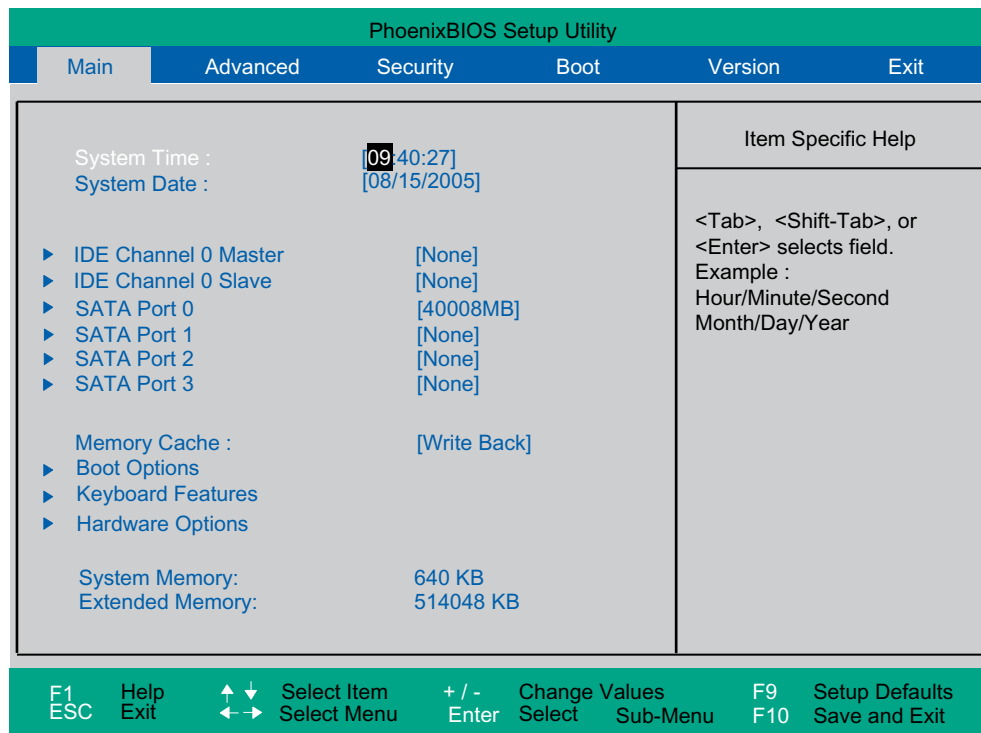 PhoenixBIOS Setup Utility
Main Advanced Security Boot Version Exit
System Time : [09:40:27]
System Date : [08/15/2005]
IDE Channel 0 Master [None]
IDE Channel 0 Slave [None]
SATA Port 0 [40008MB]
SATA Port 1 [None]
SATA Port 2 [None]
SATA Port 3 [None]
Memory Cache : [Write Back]
Boot Options
Keyboard Features
Hardware Options
System Memory: 640 KB
Extended Memory: 514048 KB
Item Specific Help
<Tab>, <Shift-Tab>, or
<Enter> selects field.
Example :
Hour/Minute/Second
Month/Day/Year
F1 Help Select Item + / - Change Values F9 Setup Defaults
ESC Exit Select Menu Enter Select Sub-Menu F10 Save and Exit